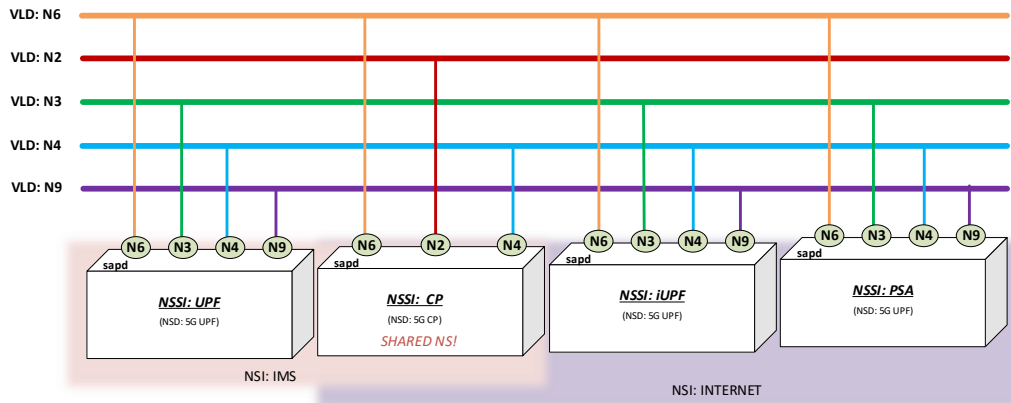 VLD: N6
VLD: N2
VLD: N3
VLD: N4
VLD: N9
N6 N3 N4 N9
sapd
NSSI: UPF
(NSD: 5G UPF)
N6 N2 N4
sapd
NSSI: CP
(NSD: 5G CP)
SHARED NS!
N6 N3 N4 N9
sapd
NSSI: iUPF
(NSD: 5G UPF)
N6 N3 N4 N9
sapd
NSSI: PSA
(NSD: 5G UPF)
NSI: IMS
NSI: INTERNET